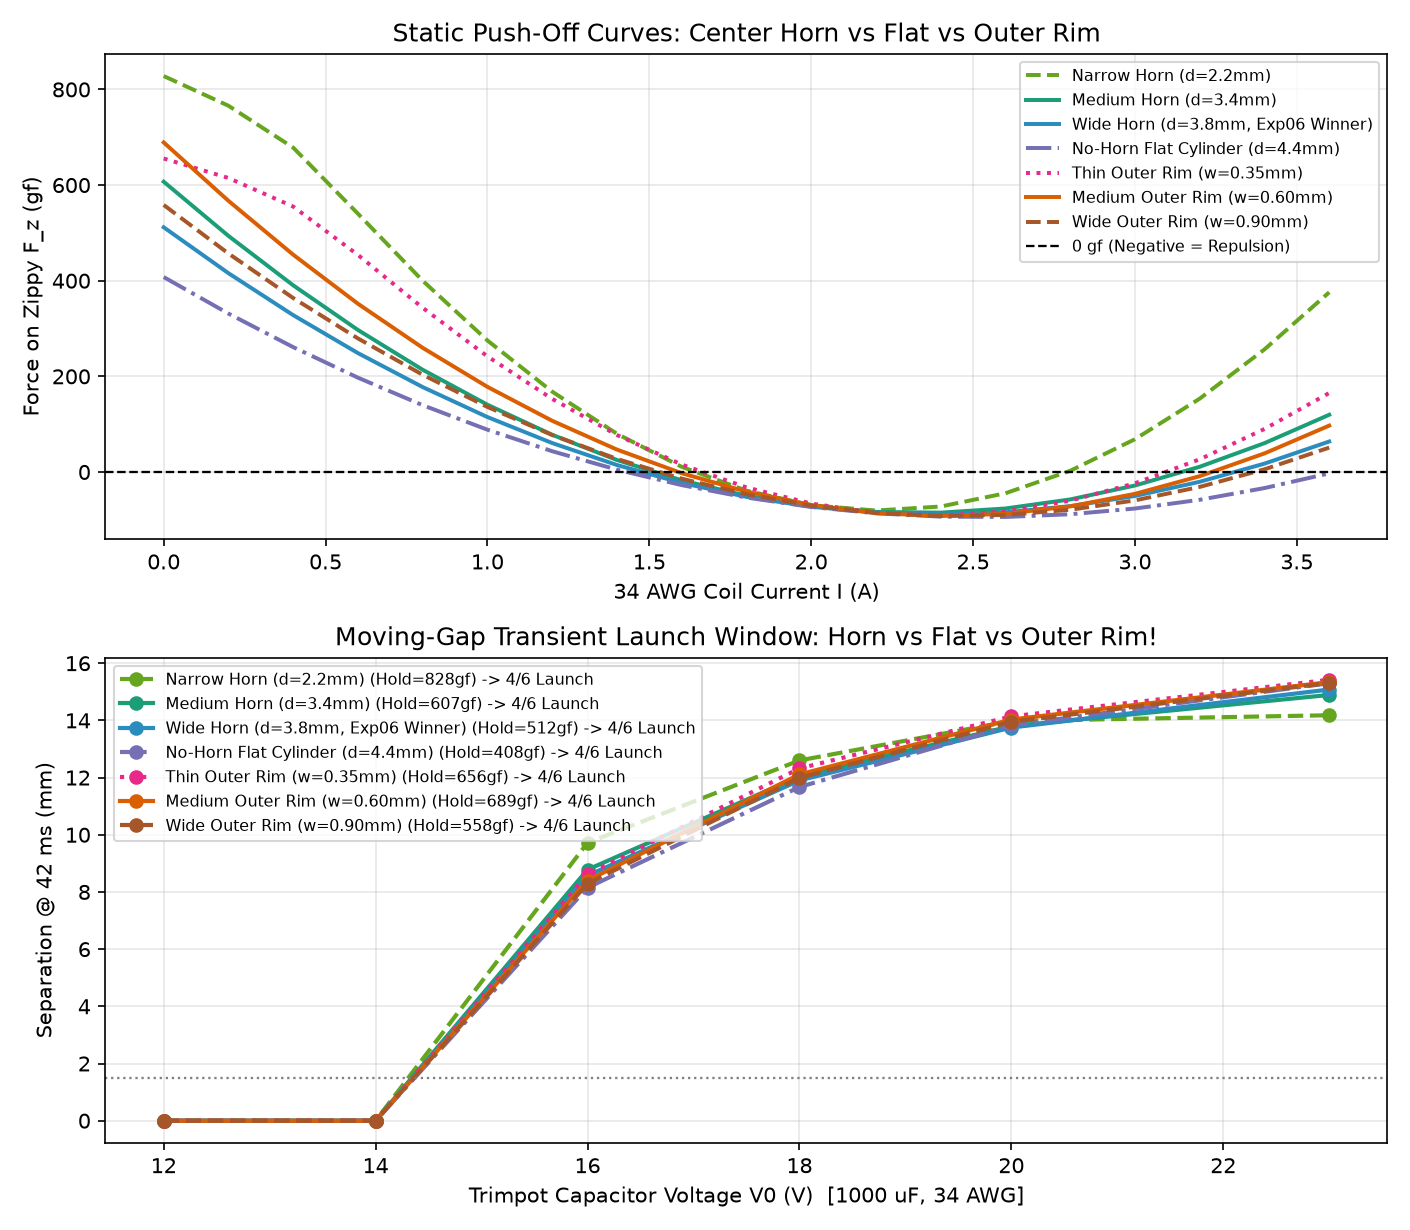 Static Push-Off Curves: Center Horn vs Flat vs Outer Rim
Force on Zippy F_z (gf)
800
600
400
200
0
Narrow Horn (d=2.2mm)
Medium Horn (d=3.4mm)
Wide Horn (d=3.8mm, Exp06 Winner)
No-Horn Flat Cylinder (d=4.4mm)
Thin Outer Rim (w=0.35mm)
Medium Outer Rim (w=0.60mm)
Wide Outer Rim (w=0.90mm)
0 gf (Negative = Repulsion)
0.0 0.5 1.0 1.5 2.0 2.5 3.0 3.5
34 AWG Coil Current I (A)
Moving-Gap Transient Launch Window: Horn vs Flat vs Outer Rim!
Separation @ 42 ms (mm)
16
14
12
10
8
6
4
2
0
Narrow Horn (d=2.2mm) (Hold=828gf) -> 4/6 Launch
Medium Horn (d=3.4mm) (Hold=607gf) -> 4/6 Launch
Wide Horn (d=3.8mm, Exp06 Winner) (Hold=512gf) -> 4/6 Launch
No-Horn Flat Cylinder (d=4.4mm) (Hold=408gf) -> 4/6 Launch
Thin Outer Rim (w=0.35mm) (Hold=656gf) -> 4/6 Launch
Medium Outer Rim (w=0.60mm) (Hold=689gf) -> 4/6 Launch
Wide Outer Rim (w=0.90mm) (Hold=558gf) -> 4/6 Launch
12 14 16 18 20 22
Trimpot Capacitor Voltage V0 (V) [1000 uF, 34 AWG]